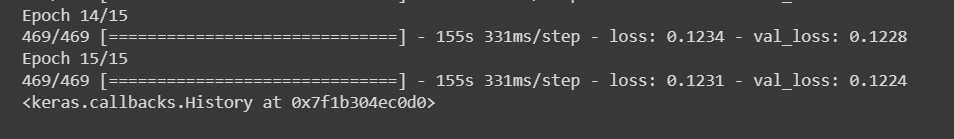 Epoch 14/15
469/469 [==============================] - 155s 331ms/step - loss: 0.1234 - val_loss: 0.1228
Epoch 15/15
469/469 [==============================] - 155s 331ms/step - loss: 0.1231 - val_loss: 0.1224
<keras.callbacks.History at 0x7f1b304ec0d0>